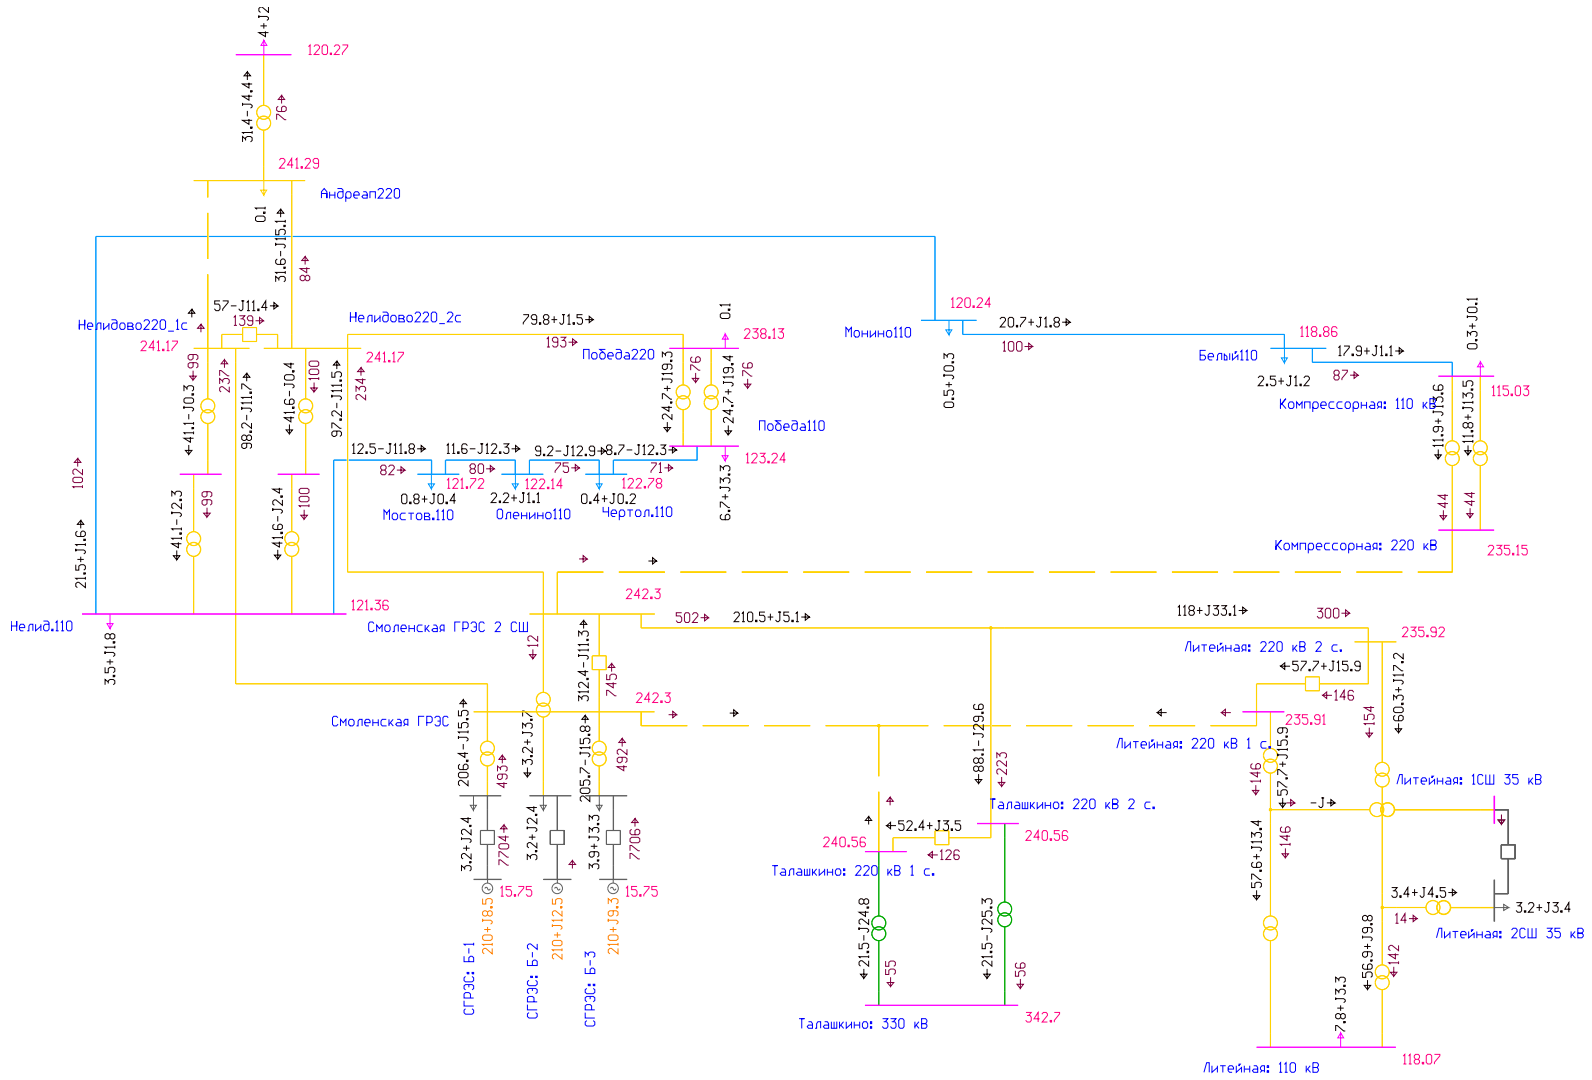 4+J2
120.27
31.4-J4.4
76
241.29
Андреап220
0.1
31.6-J15.1
84
57-J11.4
139
Нелидово220_1с
241.17
Нелидово220_2с
241.17
99
41.1-J0.3
237
98.2-J11.7
100
41.6-J0.4
97.2-J11.5
234
79.8+J1.5
193
Победа220
0.1
238.13
24.7+J19.3
76
24.7+J19.4
76
Победа110
123.24
6.7+J3.3
Монино110
120.24
0.5+J0.3
20.7+J1.8
100
118.86
Белый110
2.5+J1.2
17.9+J1.1
87
0.3+J0.1
115.03
Компрессорная: 110 кВ
11.9+J13.6
11.8+J13.5
44
44
Компрессорная: 220 кВ
235.15
12.5-J11.8
82
11.6-J12.3
80
9.2-J12.9
75
8.7-J12.3
71
121.72
122.14
122.78
0.8+J0.4
2.2+J1.1
0.4+J0.2
Мостов.110
Оленино110
Чертол.110
102
21.5+J1.6
41.1-J2.3
99
41.6-J2.4
100
121.36
Нелид.110
3.5+J1.8
242.3
Смоленская ГРЭС 2 СШ
502
210.5+J5.1
118+J33.1
300
235.92
Литейная: 220 кВ 2 с.
12
312.4-J11.3
745
57.7+J15.9
146
60.3+J17.2
154
242.3
Смоленская ГРЭС
235.91
Литейная: 220 кВ 1 с.
206.4-J15.5
493
3.2+J3.7
205.7-J15.8
492
88.1-J29.6
223
146
57.7+J15.9
-J
Литейная: 1СШ 35 кВ
Талашкино: 220 кВ 2 с.
240.56
52.4+J3.5
126
240.56
Талашкино: 220 кВ 1 с.
3.2+J2.4
7704
3.2+J2.4
3.9+J3.3
7706
15.75
15.75
210+J8.5
210+J12.5
210+J9.3
СГРЭС: Б-1
СГРЭС: Б-2
СГРЭС: Б-3
21.5-J24.8
55
21.5-J25.3
56
Талашкино: 330 кВ
342.7
57.6+J13.4
146
3.4+J4.5
14
3.2+J3.4
Литейная: 2СШ 35 кВ
56.9+J9.8
142
7.8+J3.3
118.07
Литейная: 110 кВ